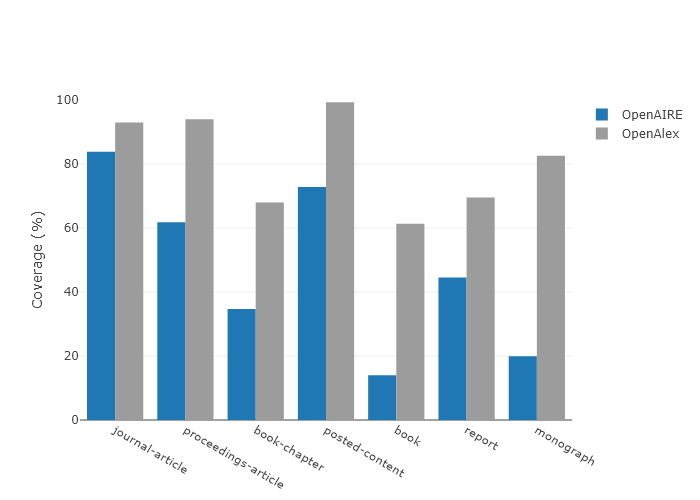 100
80
60
40
20
0
Coverage (%)
journal-article
proceedings-article
book-chapter
posted-content
book
report
monograph
OpenAIRE
OpenAlex